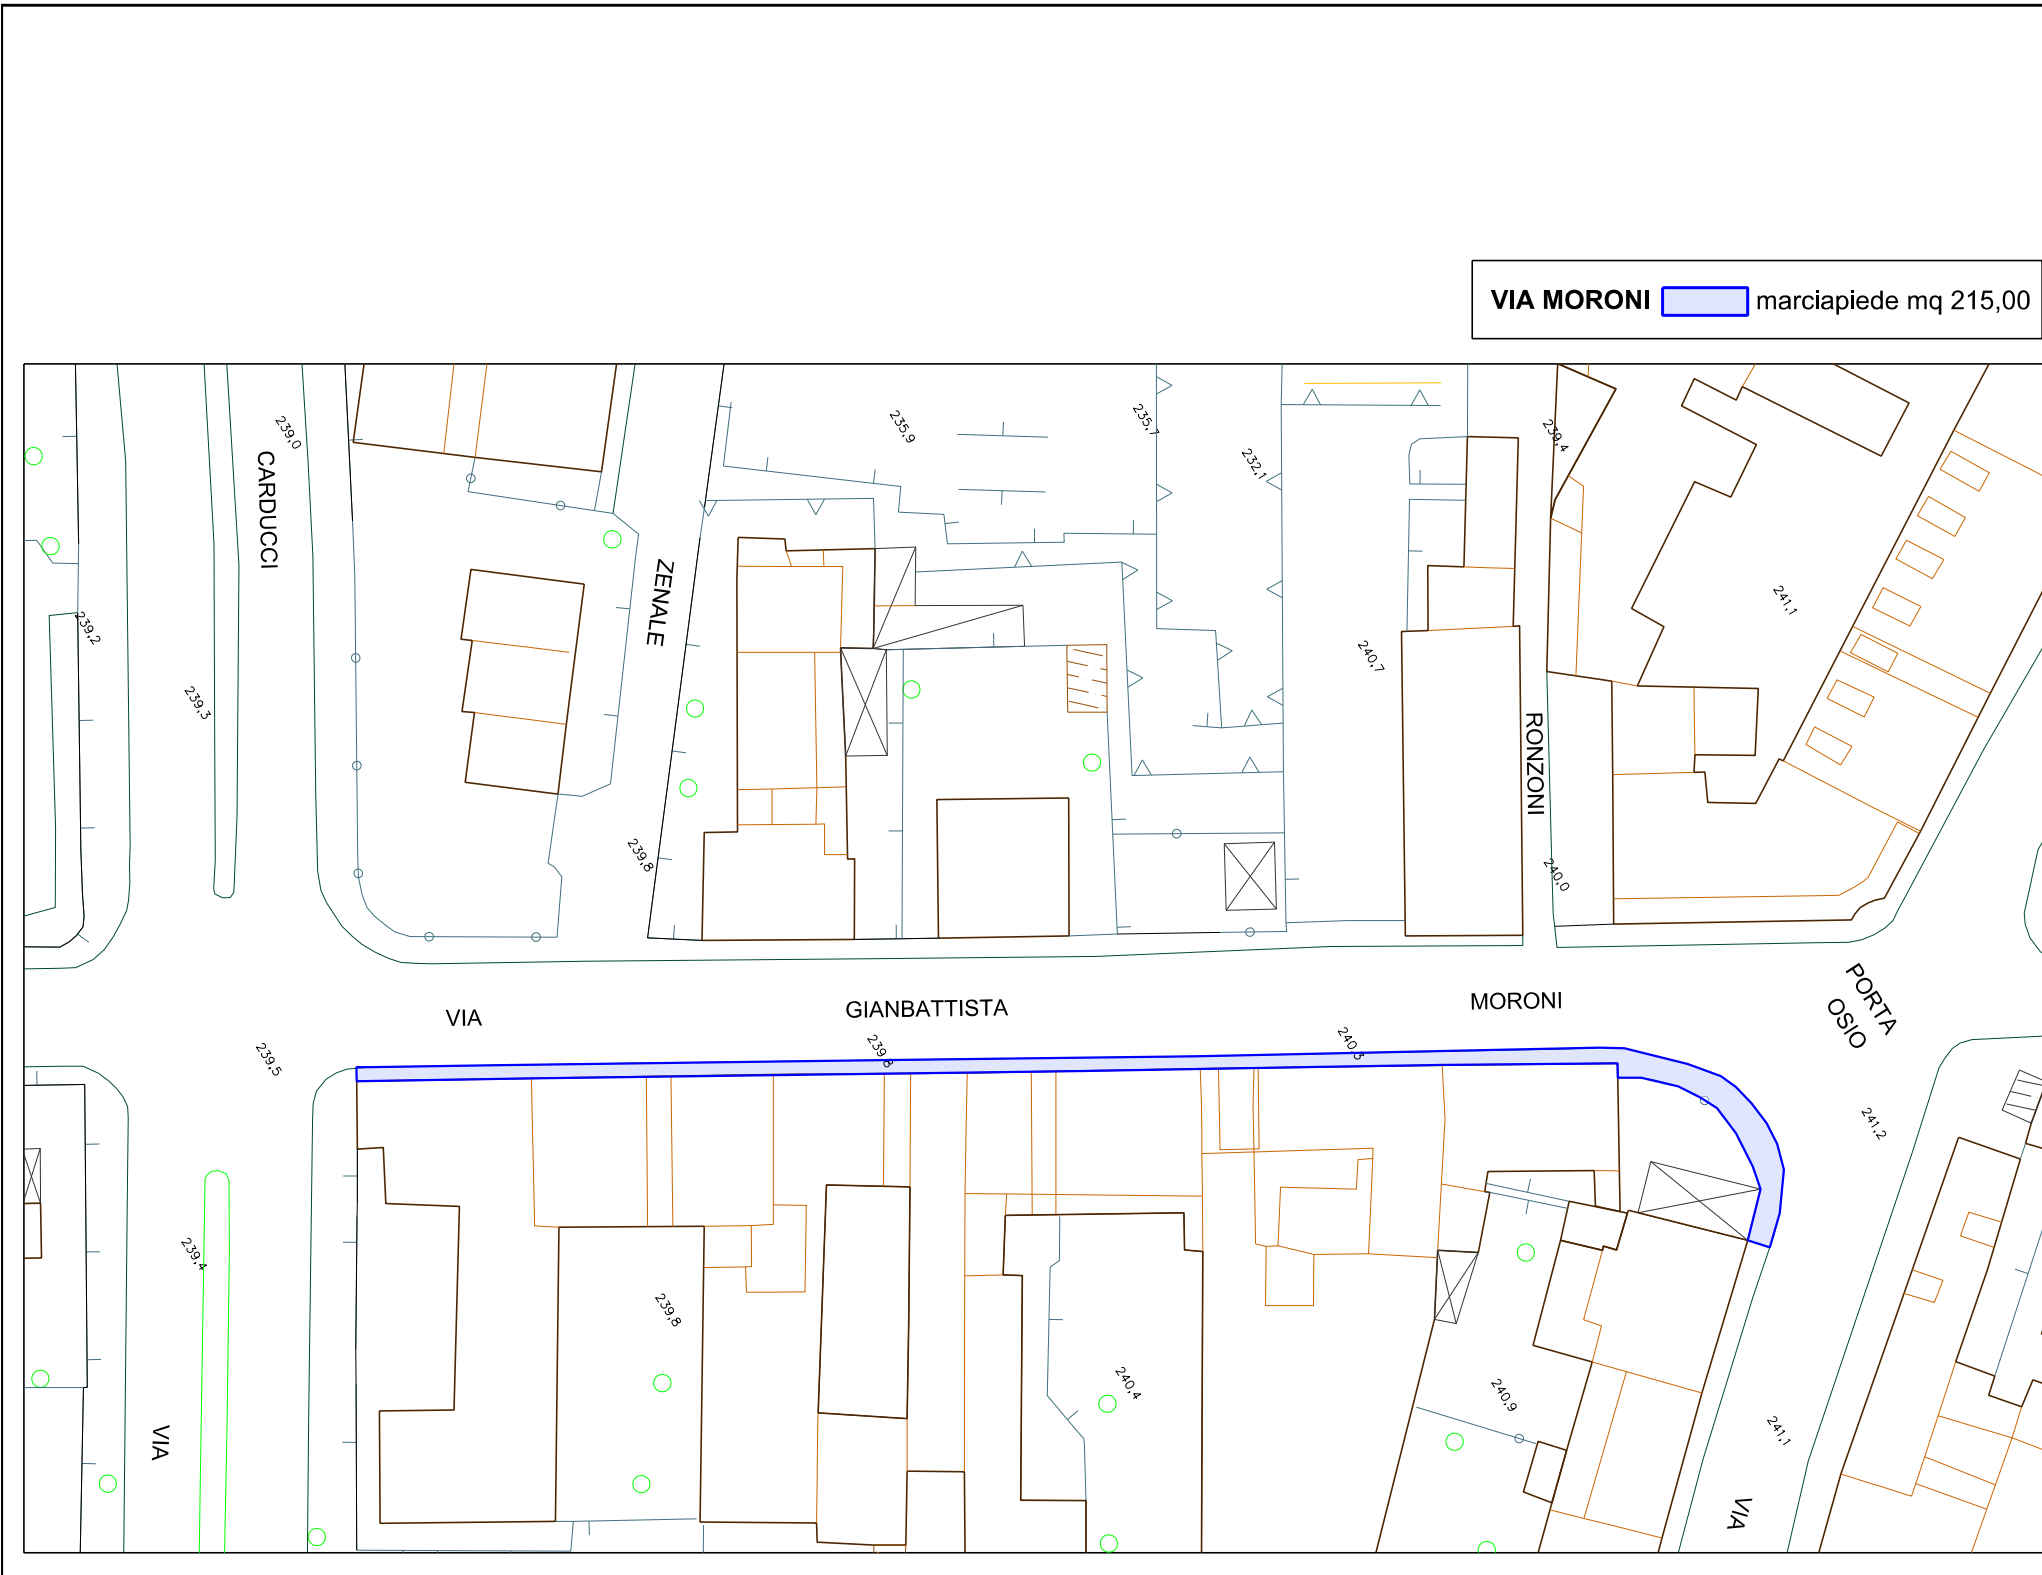 VIA MORONI marciapiede mq 215,00
239,0
CARDUCCI
235,9
235,7
232,1
239,4
ZENALE
239,2
239,3
241,1
240,7
RONZONI
239,8
240,0
VIA GIANBATTISTA MORONI
PORTA
OSIO
239,5
239,8
240,3
241,2
239,4
239,8
240,4
240,9
241,1
VIA
VIA